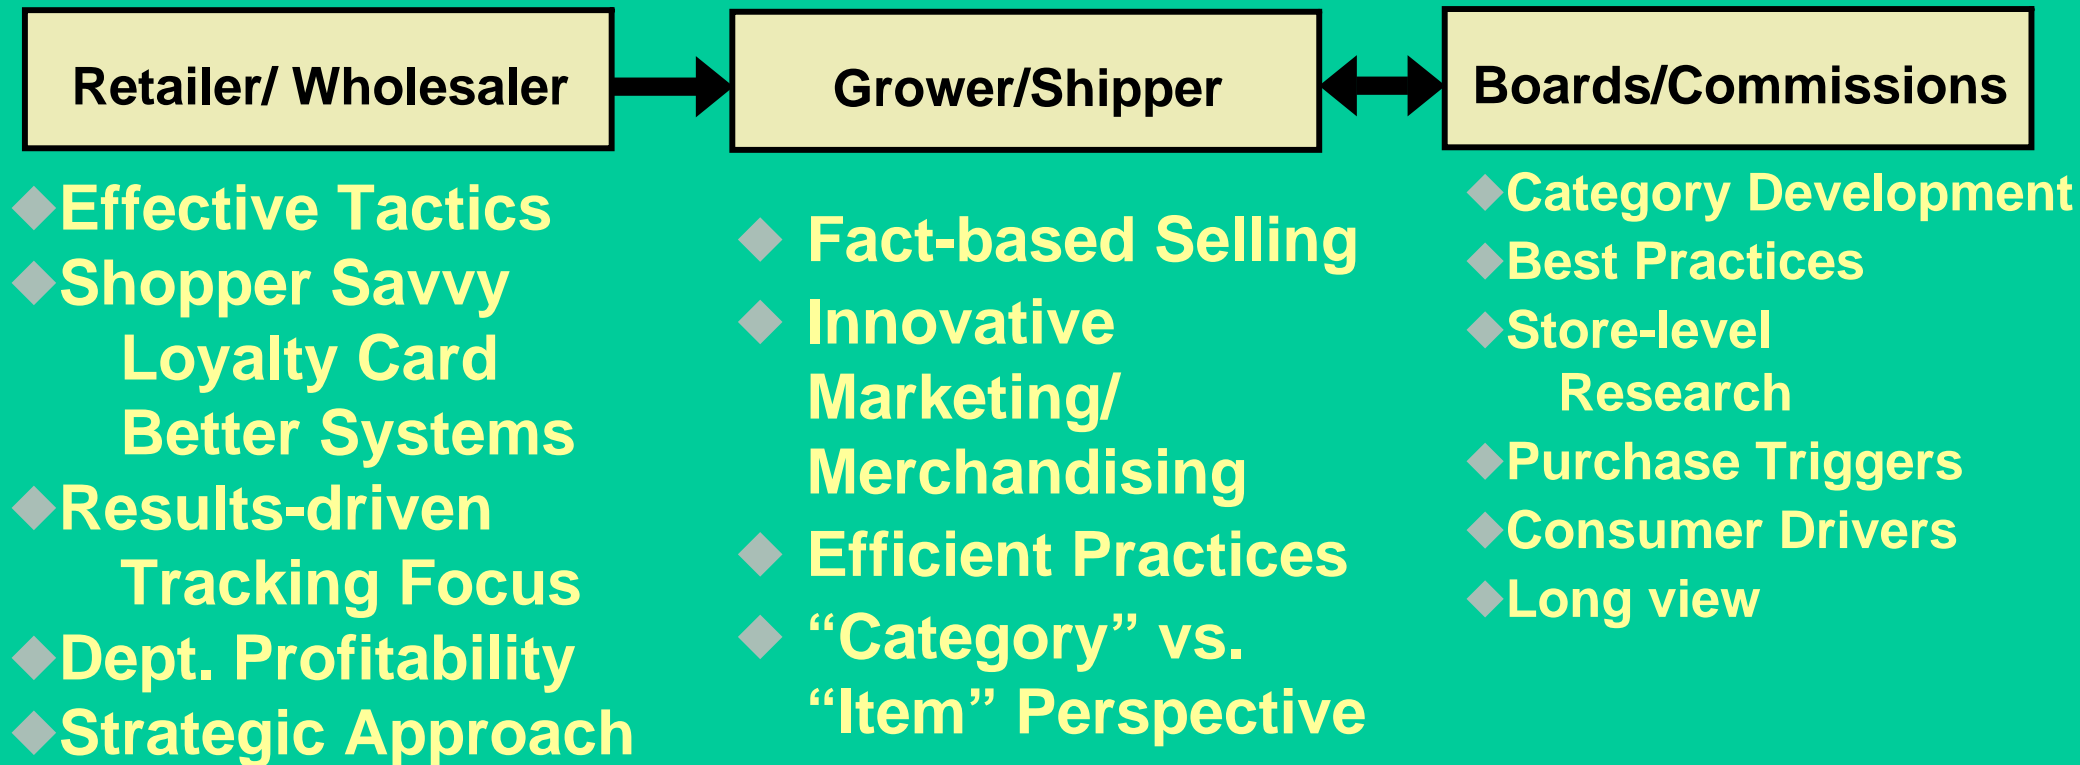 Retailer/ Wholesaler
Grower/Shipper
Boards/Commissions
Effective Tactics
Shopper Savvy
Loyalty Card
Better Systems
Results-driven
Tracking Focus
Dept. Profitability
Strategic Approach
Fact-based Selling
Innovative
Marketing/
Merchandising
Efficient Practices
“Category” vs.
“Item” Perspective
Category Development
Best Practices
Store-level
Research
Purchase Triggers
Consumer Drivers
Long view